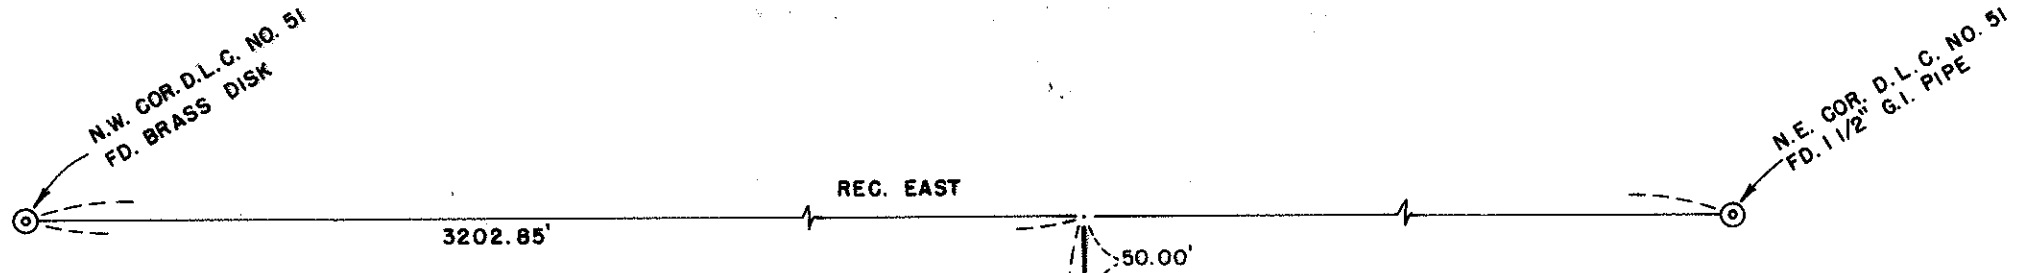 N.W. COR. D.L.C. NO. 51
FD. BRASS DISK
N.E. COR. D.L.C. NO. 51
FD. 1 1/2" G.I. PIPE
REC. EAST
3202.85'
50.00'